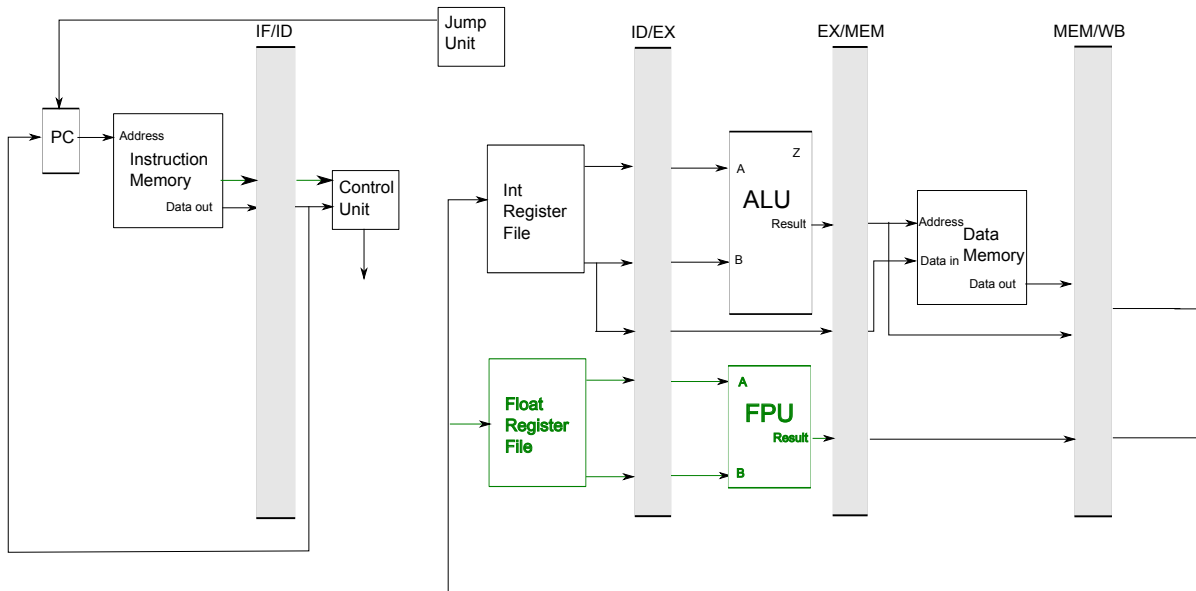 Jump
Unit
IF/ID
ID/EX
EX/MEM
MEM/WB
PC
Address
Instruction
Memory
Data out
Control
Unit
Int
Register
File
A
Z
ALU
Result
B
Address
Data
Memory
Data in
Data out
Float
Register
File
A
FPU
Result
B